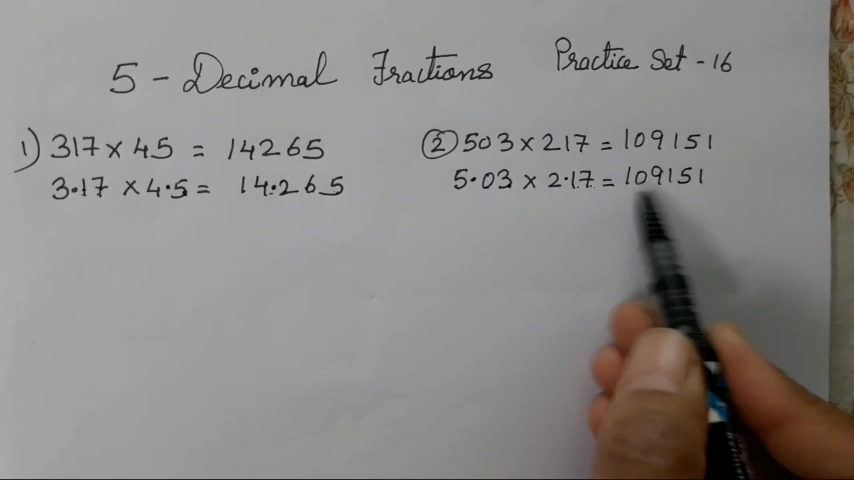 5 - Decimal Fractions Practice Set - 16
1) 317 × 45 = 14265
3.17 × 4.5 = 14.265
② 503 × 217 = 109151
5.03 × 2.17 = 109151